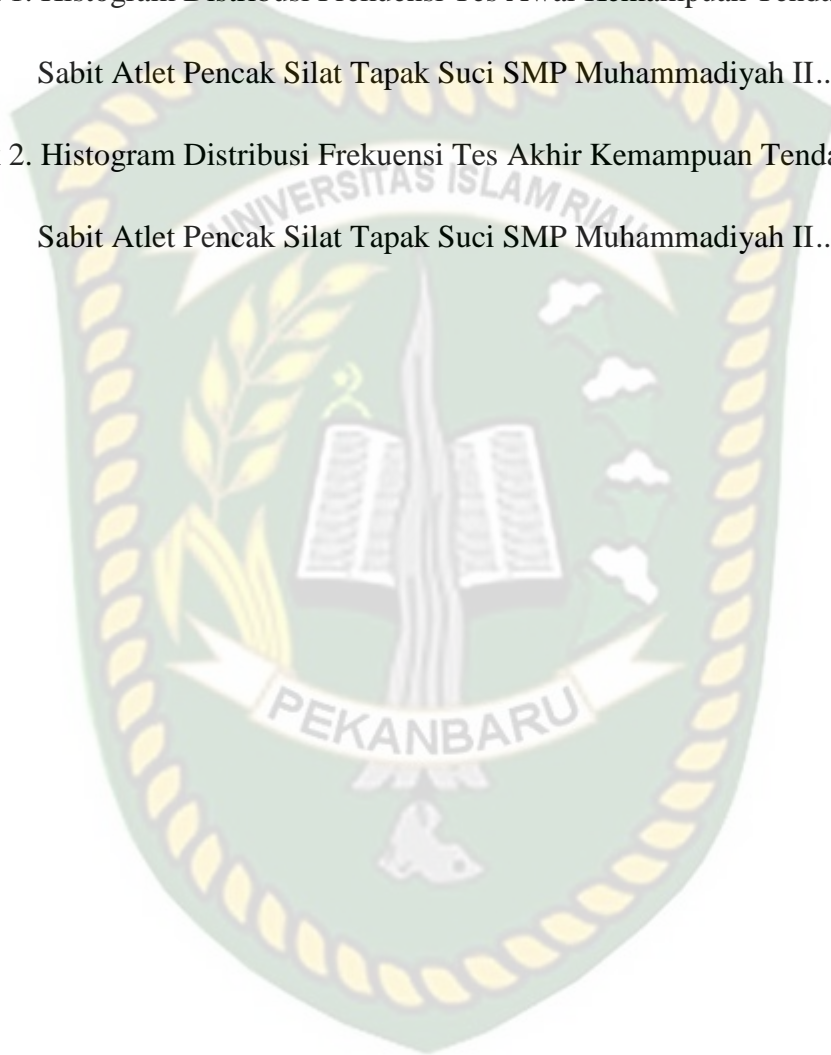 1. Histogram Distribusi Frekuensi Tes Awal Kemampuan
Sabit Atlet Pencak Silat Tapak Suci SMP Muhammadiyah II..
2. Histogram Distribusi Frekuensi Tes Akhir Kemampuan Tenda
UNIVERSITAS ISLAM RIAU
Sabit Atlet Pencak Silat Tapak Suci SMP Muhammadiyah II..
PEKANBARU